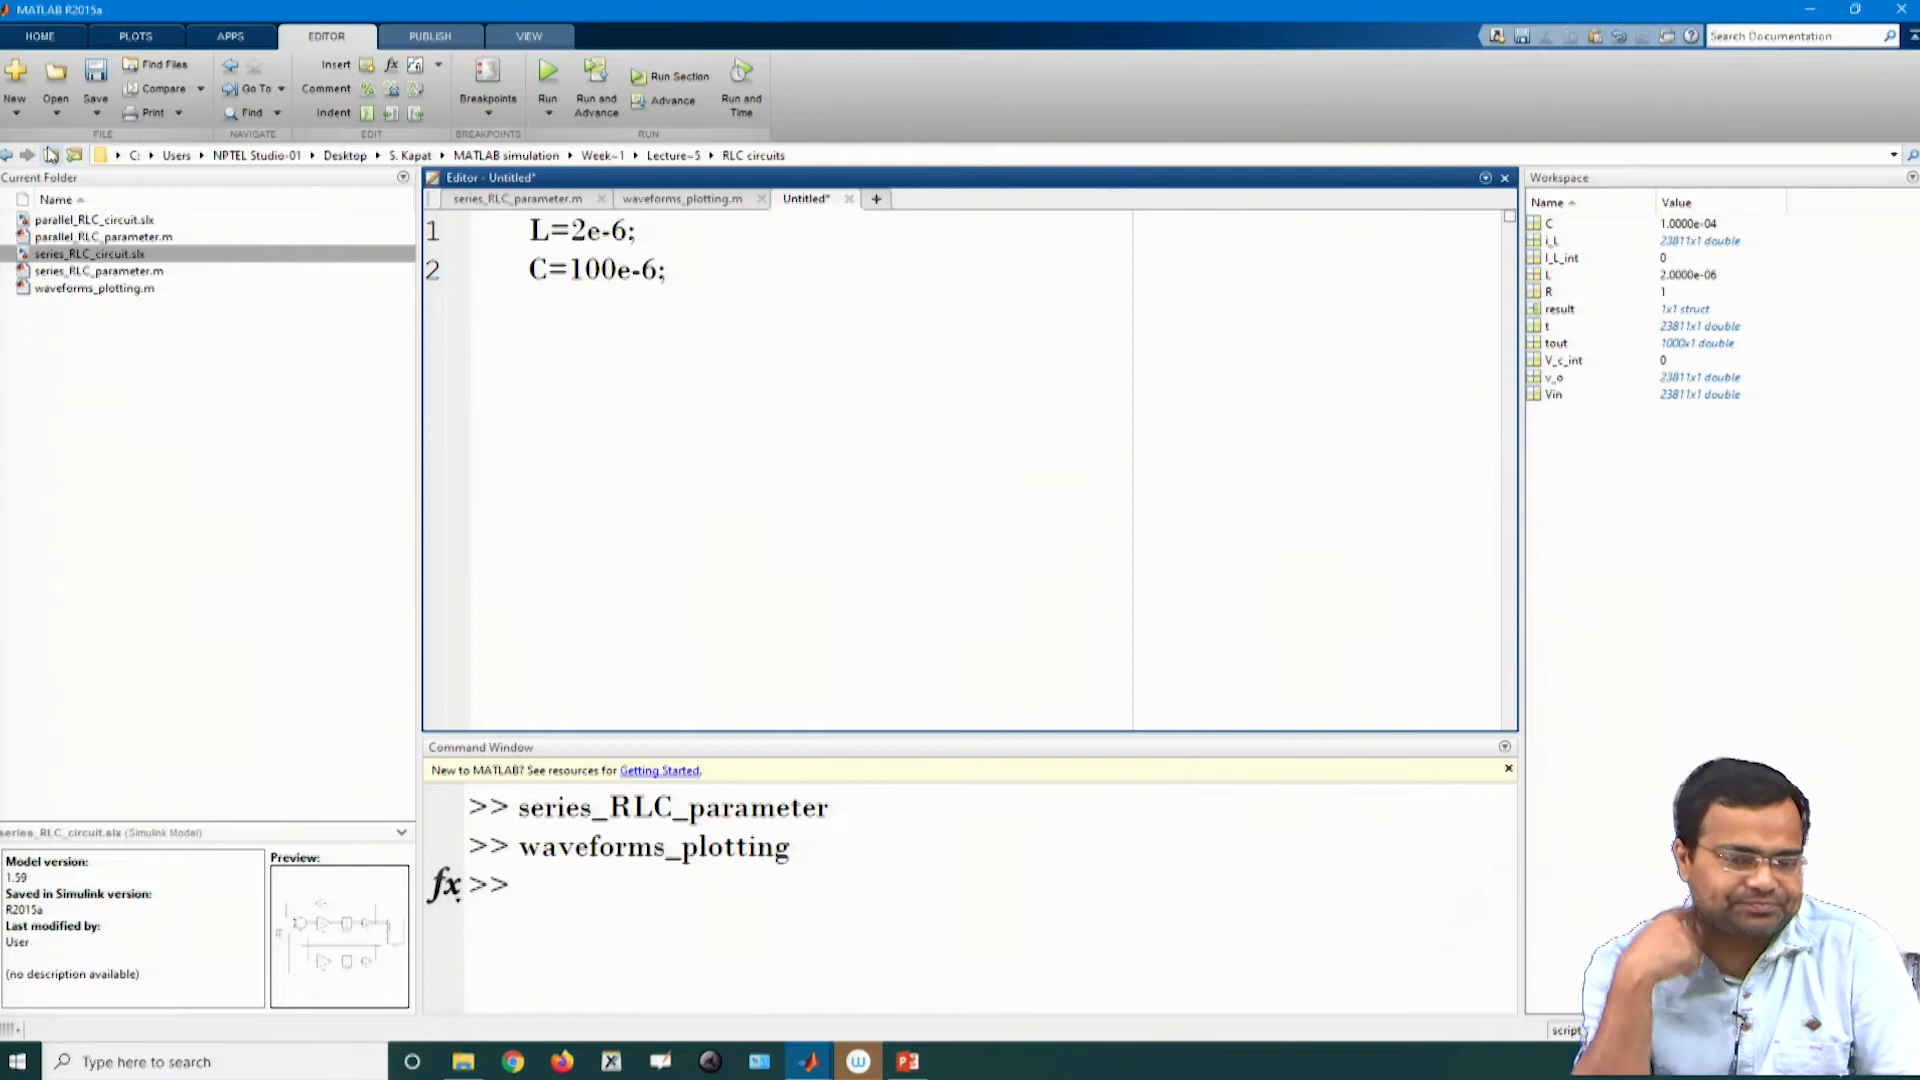 MATLAB R2015a
HOME PLOTS APPS EDITOR PUBLISH VIEW
Search Documentation
New Open Save Find Files Compare Print
Go To Find
Insert fx
Comment
Indent
Breakpoints
Run Run and Advance Run Section Advance Run and Time
FILE NAVIGATE EDIT BREAKPOINTS RUN
C: Users NPTEL Studio-01 Desktop S. Kapat MATLAB simulation Week~1 Lecture~5 RLC circuits
Current Folder
Name
parallel_RLC_circuit.slx
parallel_RLC_parameter.m
series_RLC_circuit.slx
series_RLC_parameter.m
waveforms_plotting.m
series_RLC_circuit.slx (Simulink Model)
Model version:
1.59
Saved in Simulink version:
R2015a
Last modified by:
User
(no description available)
Preview:
Editor - Untitled*
series_RLC_parameter.m waveforms_plotting.m Untitled* +
1 L=2e-6;
2 C=100e-6;
Command Window
New to MATLAB? See resources for Getting Started.
>> series_RLC_parameter
>> waveforms_plotting
fx >>
Workspace
Name Value
C 1.0000e-04
i_L 23811x1 double
I_L_int 0
L 2.0000e-06
R 1
result 1x1 struct
t 23811x1 double
tout 1000x1 double
V_c_int 0
v_o 23811x1 double
Vin 23811x1 double
script
Type here to search